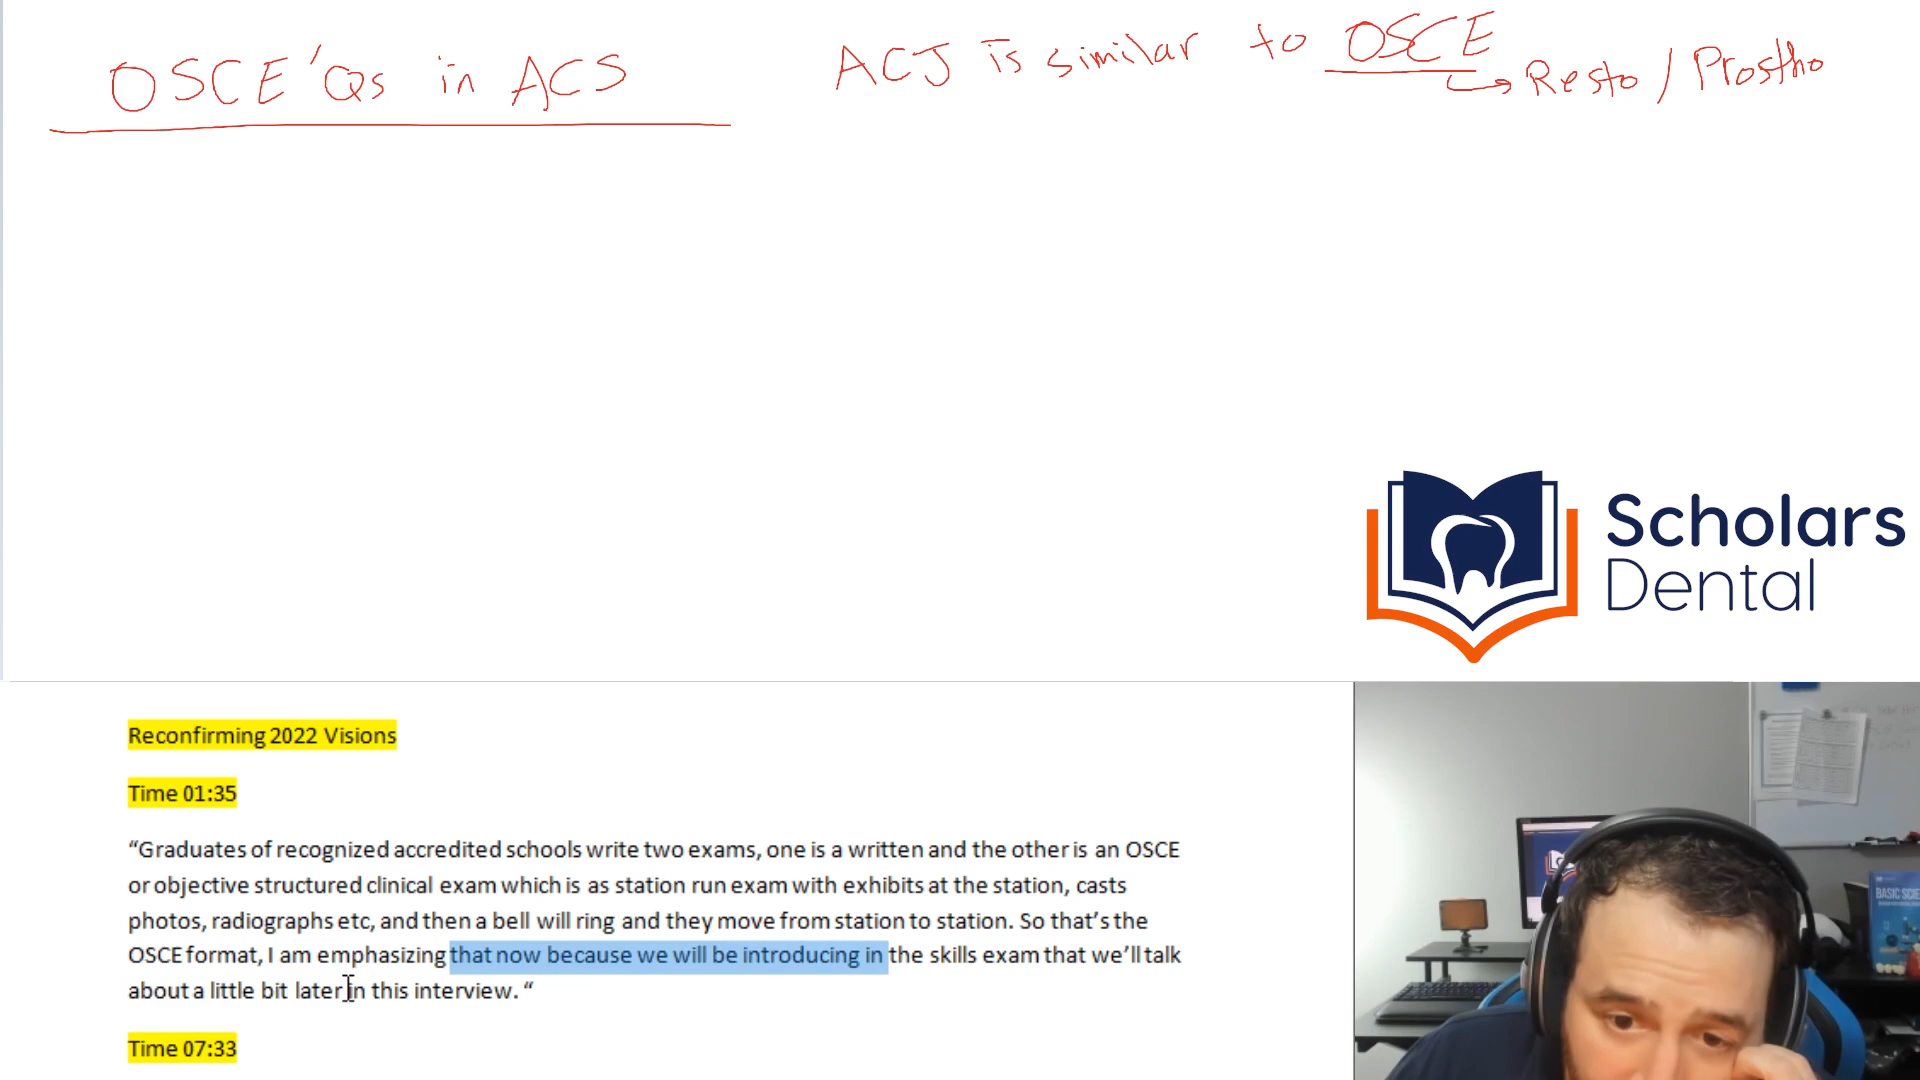 OSCE'Qs in ACS
ACJ is similar to OSCE
Resto / Prostho
Scholars
Dental
Reconfirming 2022 Visions
Time 01:35
“Graduates of recognized accredited schools write two exams, one is a written and the other is an OSCE
or objective structured clinical exam which is as station run exam with exhibits at the station, casts
photos, radiographs etc, and then a bell will ring and they move from station to station. So that’s the
OSCE format, I am emphasizing that now because we will be introducing in the skills exam that we’ll talk
about a little bit later in this interview. “
Time 07:33
BASIC SCIE